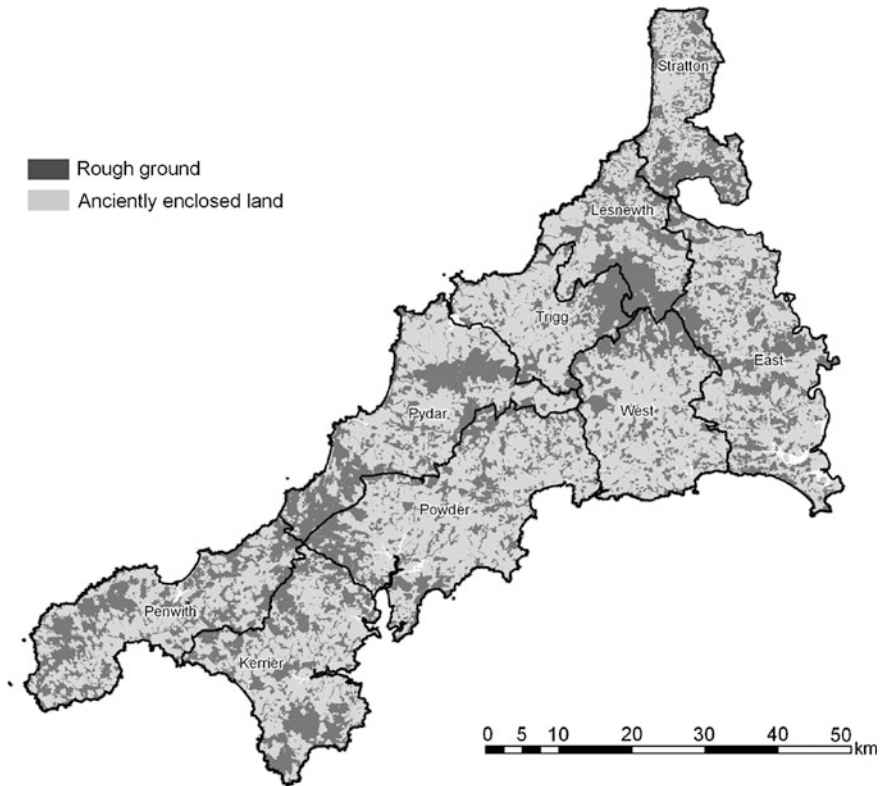 Stratton
Rough ground
Anciently enclosed land
Lesnewth
Trigg
East
Pydar
West
Powder
Penwith
Kerrier
0 5 10 20 30 40 50
km